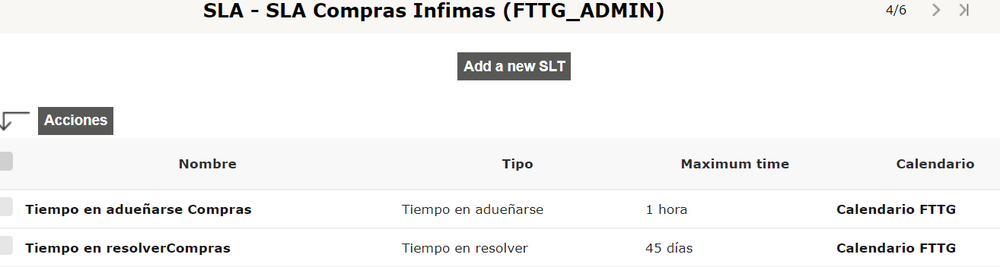 SLA - SLA Compras Infimas (FTTG_ADMIN) 4/6
Add a new SLT
Acciones
Nombre Tipo Maximum time Calendario
Tiempo en adueñarse Compras Tiempo en adueñarse 1 hora Calendario FTTG
Tiempo en resolverCompras Tiempo en resolver 45 días Calendario FTTG